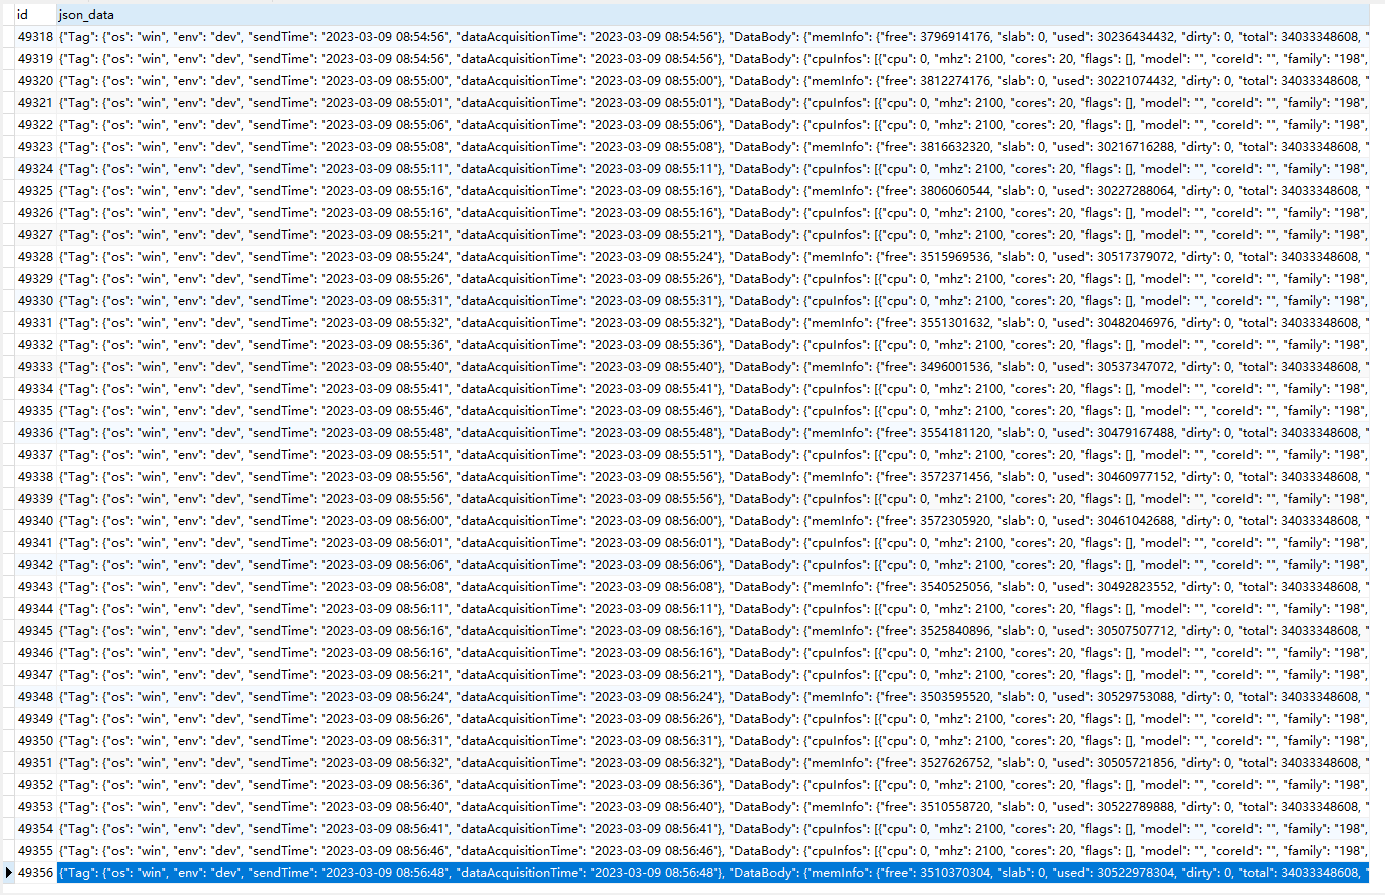 id json_data
49318 {"Tag": {"os": "win", "env": "dev", "sendTime": "2023-03-09 08:54:56", "dataAcquisitionTime": "2023-03-09 08:54:56"}, "DataBody": {"memInfo": {"free": 3796914176, "slab": 0, "used": 30236434432, "dirty": 0, "total": 34033348608, "
49319 {"Tag": {"os": "win", "env": "dev", "sendTime": "2023-03-09 08:54:56", "dataAcquisitionTime": "2023-03-09 08:54:56"}, "DataBody": {"cpuInfos": [{"cpu": 0, "mhz": 2100, "cores": 20, "flags": [], "model": "", "coreId": "", "family": "198",
49320 {"Tag": {"os": "win", "env": "dev", "sendTime": "2023-03-09 08:55:00", "dataAcquisitionTime": "2023-03-09 08:55:00"}, "DataBody": {"memInfo": {"free": 3812274176, "slab": 0, "used": 30221074432, "dirty": 0, "total": 34033348608, "
49321 {"Tag": {"os": "win", "env": "dev", "sendTime": "2023-03-09 08:55:01", "dataAcquisitionTime": "2023-03-09 08:55:01"}, "DataBody": {"cpuInfos": [{"cpu": 0, "mhz": 2100, "cores": 20, "flags": [], "model": "", "coreId": "", "family": "198",
49322 {"Tag": {"os": "win", "env": "dev", "sendTime": "2023-03-09 08:55:06", "dataAcquisitionTime": "2023-03-09 08:55:06"}, "DataBody": {"cpuInfos": [{"cpu": 0, "mhz": 2100, "cores": 20, "flags": [], "model": "", "coreId": "", "family": "198",
49323 {"Tag": {"os": "win", "env": "dev", "sendTime": "2023-03-09 08:55:08", "dataAcquisitionTime": "2023-03-09 08:55:08"}, "DataBody": {"memInfo": {"free": 3816632320, "slab": 0, "used": 30216716288, "dirty": 0, "total": 34033348608, "
49324 {"Tag": {"os": "win", "env": "dev", "sendTime": "2023-03-09 08:55:11", "dataAcquisitionTime": "2023-03-09 08:55:11"}, "DataBody": {"cpuInfos": [{"cpu": 0, "mhz": 2100, "cores": 20, "flags": [], "model": "", "coreId": "", "family": "198",
49325 {"Tag": {"os": "win", "env": "dev", "sendTime": "2023-03-09 08:55:16", "dataAcquisitionTime": "2023-03-09 08:55:16"}, "DataBody": {"memInfo": {"free": 3806060544, "slab": 0, "used": 30227288064, "dirty": 0, "total": 34033348608, "
49326 {"Tag": {"os": "win", "env": "dev", "sendTime": "2023-03-09 08:55:16", "dataAcquisitionTime": "2023-03-09 08:55:16"}, "DataBody": {"cpuInfos": [{"cpu": 0, "mhz": 2100, "cores": 20, "flags": [], "model": "", "coreId": "", "family": "198",
49327 {"Tag": {"os": "win", "env": "dev", "sendTime": "2023-03-09 08:55:21", "dataAcquisitionTime": "2023-03-09 08:55:21"}, "DataBody": {"cpuInfos": [{"cpu": 0, "mhz": 2100, "cores": 20, "flags": [], "model": "", "coreId": "", "family": "198",
49328 {"Tag": {"os": "win", "env": "dev", "sendTime": "2023-03-09 08:55:24", "dataAcquisitionTime": "2023-03-09 08:55:24"}, "DataBody": {"memInfo": {"free": 3515969536, "slab": 0, "used": 30517379072, "dirty": 0, "total": 34033348608, "
49329 {"Tag": {"os": "win", "env": "dev", "sendTime": "2023-03-09 08:55:26", "dataAcquisitionTime": "2023-03-09 08:55:26"}, "DataBody": {"cpuInfos": [{"cpu": 0, "mhz": 2100, "cores": 20, "flags": [], "model": "", "coreId": "", "family": "198",
49330 {"Tag": {"os": "win", "env": "dev", "sendTime": "2023-03-09 08:55:31", "dataAcquisitionTime": "2023-03-09 08:55:31"}, "DataBody": {"cpuInfos": [{"cpu": 0, "mhz": 2100, "cores": 20, "flags": [], "model": "", "coreId": "", "family": "198",
49331 {"Tag": {"os": "win", "env": "dev", "sendTime": "2023-03-09 08:55:32", "dataAcquisitionTime": "2023-03-09 08:55:32"}, "DataBody": {"memInfo": {"free": 3551301632, "slab": 0, "used": 30482046976, "dirty": 0, "total": 34033348608, "
49332 {"Tag": {"os": "win", "env": "dev", "sendTime": "2023-03-09 08:55:36", "dataAcquisitionTime": "2023-03-09 08:55:36"}, "DataBody": {"cpuInfos": [{"cpu": 0, "mhz": 2100, "cores": 20, "flags": [], "model": "", "coreId": "", "family": "198",
49333 {"Tag": {"os": "win", "env": "dev", "sendTime": "2023-03-09 08:55:40", "dataAcquisitionTime": "2023-03-09 08:55:40"}, "DataBody": {"memInfo": {"free": 3496001536, "slab": 0, "used": 30537347072, "dirty": 0, "total": 34033348608, "
49334 {"Tag": {"os": "win", "env": "dev", "sendTime": "2023-03-09 08:55:41", "dataAcquisitionTime": "2023-03-09 08:55:41"}, "DataBody": {"cpuInfos": [{"cpu": 0, "mhz": 2100, "cores": 20, "flags": [], "model": "", "coreId": "", "family": "198",
49335 {"Tag": {"os": "win", "env": "dev", "sendTime": "2023-03-09 08:55:46", "dataAcquisitionTime": "2023-03-09 08:55:46"}, "DataBody": {"cpuInfos": [{"cpu": 0, "mhz": 2100, "cores": 20, "flags": [], "model": "", "coreId": "", "family": "198",
49336 {"Tag": {"os": "win", "env": "dev", "sendTime": "2023-03-09 08:55:48", "dataAcquisitionTime": "2023-03-09 08:55:48"}, "DataBody": {"memInfo": {"free": 3554181120, "slab": 0, "used": 30479167488, "dirty": 0, "total": 34033348608, "
49337 {"Tag": {"os": "win", "env": "dev", "sendTime": "2023-03-09 08:55:51", "dataAcquisitionTime": "2023-03-09 08:55:51"}, "DataBody": {"cpuInfos": [{"cpu": 0, "mhz": 2100, "cores": 20, "flags": [], "model": "", "coreId": "", "family": "198",
49338 {"Tag": {"os": "win", "env": "dev", "sendTime": "2023-03-09 08:55:56", "dataAcquisitionTime": "2023-03-09 08:55:56"}, "DataBody": {"memInfo": {"free": 3572371456, "slab": 0, "used": 30460977152, "dirty": 0, "total": 34033348608, "
49339 {"Tag": {"os": "win", "env": "dev", "sendTime": "2023-03-09 08:55:56", "dataAcquisitionTime": "2023-03-09 08:55:56"}, "DataBody": {"cpuInfos": [{"cpu": 0, "mhz": 2100, "cores": 20, "flags": [], "model": "", "coreId": "", "family": "198",
49340 {"Tag": {"os": "win", "env": "dev", "sendTime": "2023-03-09 08:56:00", "dataAcquisitionTime": "2023-03-09 08:56:00"}, "DataBody": {"memInfo": {"free": 3572305920, "slab": 0, "used": 30461042688, "dirty": 0, "total": 34033348608, "
49341 {"Tag": {"os": "win", "env": "dev", "sendTime": "2023-03-09 08:56:01", "dataAcquisitionTime": "2023-03-09 08:56:01"}, "DataBody": {"cpuInfos": [{"cpu": 0, "mhz": 2100, "cores": 20, "flags": [], "model": "", "coreId": "", "family": "198",
49342 {"Tag": {"os": "win", "env": "dev", "sendTime": "2023-03-09 08:56:06", "dataAcquisitionTime": "2023-03-09 08:56:06"}, "DataBody": {"cpuInfos": [{"cpu": 0, "mhz": 2100, "cores": 20, "flags": [], "model": "", "coreId": "", "family": "198",
49343 {"Tag": {"os": "win", "env": "dev", "sendTime": "2023-03-09 08:56:08", "dataAcquisitionTime": "2023-03-09 08:56:08"}, "DataBody": {"memInfo": {"free": 3540525056, "slab": 0, "used": 30492823552, "dirty": 0, "total": 34033348608, "
49344 {"Tag": {"os": "win", "env": "dev", "sendTime": "2023-03-09 08:56:11", "dataAcquisitionTime": "2023-03-09 08:56:11"}, "DataBody": {"cpuInfos": [{"cpu": 0, "mhz": 2100, "cores": 20, "flags": [], "model": "", "coreId": "", "family": "198",
49345 {"Tag": {"os": "win", "env": "dev", "sendTime": "2023-03-09 08:56:16", "dataAcquisitionTime": "2023-03-09 08:56:16"}, "DataBody": {"memInfo": {"free": 3525840896, "slab": 0, "used": 30507507712, "dirty": 0, "total": 34033348608, "
49346 {"Tag": {"os": "win", "env": "dev", "sendTime": "2023-03-09 08:56:16", "dataAcquisitionTime": "2023-03-09 08:56:16"}, "DataBody": {"cpuInfos": [{"cpu": 0, "mhz": 2100, "cores": 20, "flags": [], "model": "", "coreId": "", "family": "198",
49347 {"Tag": {"os": "win", "env": "dev", "sendTime": "2023-03-09 08:56:21", "dataAcquisitionTime": "2023-03-09 08:56:21"}, "DataBody": {"cpuInfos": [{"cpu": 0, "mhz": 2100, "cores": 20, "flags": [], "model": "", "coreId": "", "family": "198",
49348 {"Tag": {"os": "win", "env": "dev", "sendTime": "2023-03-09 08:56:24", "dataAcquisitionTime": "2023-03-09 08:56:24"}, "DataBody": {"memInfo": {"free": 3503595520, "slab": 0, "used": 30529753088, "dirty": 0, "total": 34033348608, "
49349 {"Tag": {"os": "win", "env": "dev", "sendTime": "2023-03-09 08:56:26", "dataAcquisitionTime": "2023-03-09 08:56:26"}, "DataBody": {"cpuInfos": [{"cpu": 0, "mhz": 2100, "cores": 20, "flags": [], "model": "", "coreId": "", "family": "198",
49350 {"Tag": {"os": "win", "env": "dev", "sendTime": "2023-03-09 08:56:31", "dataAcquisitionTime": "2023-03-09 08:56:31"}, "DataBody": {"cpuInfos": [{"cpu": 0, "mhz": 2100, "cores": 20, "flags": [], "model": "", "coreId": "", "family": "198",
49351 {"Tag": {"os": "win", "env": "dev", "sendTime": "2023-03-09 08:56:32", "dataAcquisitionTime": "2023-03-09 08:56:32"}, "DataBody": {"memInfo": {"free": 3527626752, "slab": 0, "used": 30505721856, "dirty": 0, "total": 34033348608, "
49352 {"Tag": {"os": "win", "env": "dev", "sendTime": "2023-03-09 08:56:36", "dataAcquisitionTime": "2023-03-09 08:56:36"}, "DataBody": {"cpuInfos": [{"cpu": 0, "mhz": 2100, "cores": 20, "flags": [], "model": "", "coreId": "", "family": "198",
49353 {"Tag": {"os": "win", "env": "dev", "sendTime": "2023-03-09 08:56:40", "dataAcquisitionTime": "2023-03-09 08:56:40"}, "DataBody": {"memInfo": {"free": 3510558720, "slab": 0, "used": 30522789888, "dirty": 0, "total": 34033348608, "
49354 {"Tag": {"os": "win", "env": "dev", "sendTime": "2023-03-09 08:56:41", "dataAcquisitionTime": "2023-03-09 08:56:41"}, "DataBody": {"cpuInfos": [{"cpu": 0, "mhz": 2100, "cores": 20, "flags": [], "model": "", "coreId": "", "family": "198",
49355 {"Tag": {"os": "win", "env": "dev", "sendTime": "2023-03-09 08:56:46", "dataAcquisitionTime": "2023-03-09 08:56:46"}, "DataBody": {"cpuInfos": [{"cpu": 0, "mhz": 2100, "cores": 20, "flags": [], "model": "", "coreId": "", "family": "198",
49356 {"Tag": {"os": "win", "env": "dev", "sendTime": "2023-03-09 08:56:48", "dataAcquisitionTime": "2023-03-09 08:56:48"}, "DataBody": {"memInfo": {"free": 3510370304, "slab": 0, "used": 30522978304, "dirty": 0, "total": 34033348608, "